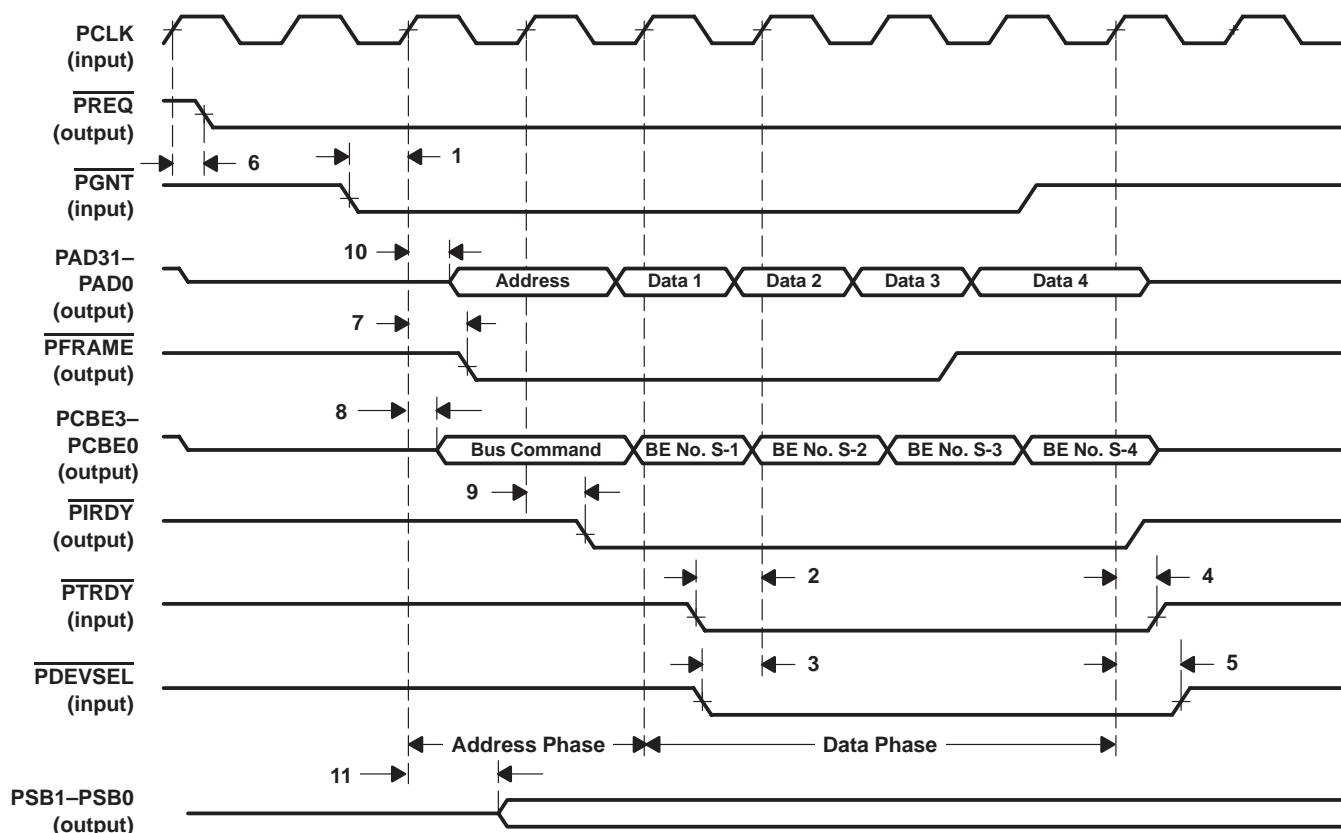 PCLK
(input)
PREQ
(output)
6
1
PGNT
(input)
10
PAD31–
PAD0
(output)
Address
Data 1
Data 2
Data 3
Data 4
7
PFRAME
(output)
8
PCBE3–
PCBE0
(output)
Bus Command
BE No. S-1
BE No. S-2
BE No. S-3
BE No. S-4
9
PIRDY
(output)
2
4
PTRDY
(input)
3
5
PDEVSEL
(input)
Address Phase
Data Phase
11
PSB1–PSB0
(output)